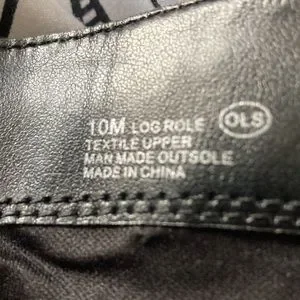 10M LOG ROLE OLS
TEXTILE UPPER
MAN MADE OUTSOLE
MADE IN CHINA